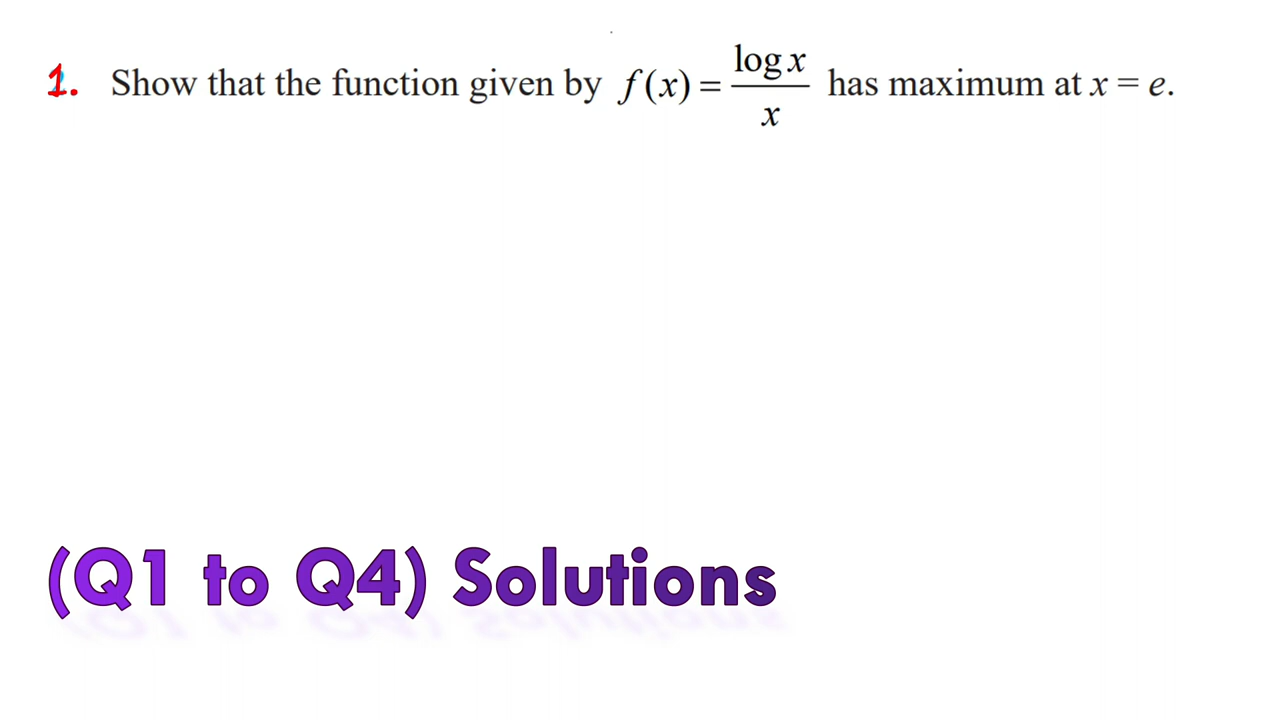 1. Show that the function given by f(x) = log x / x has maximum at x = e.
(Q1 to Q4) Solutions